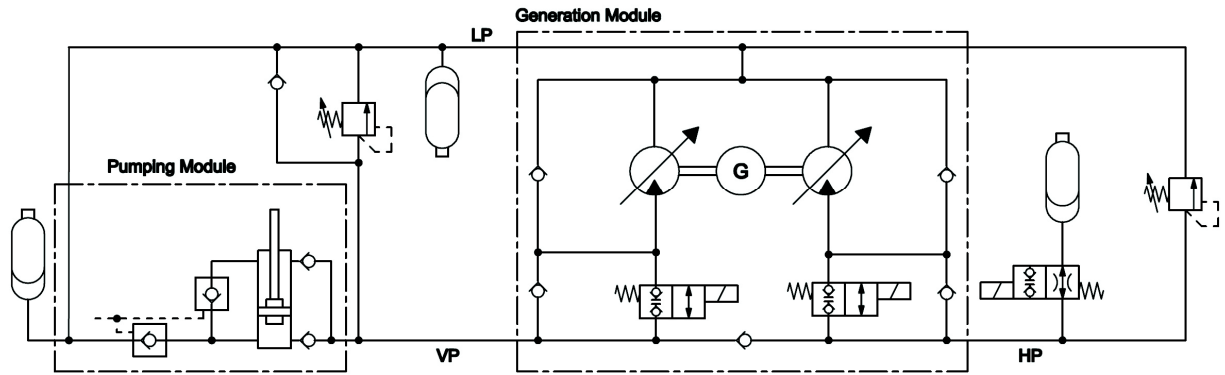 Generation Module
LP
Pumping Module
G
VP
HP